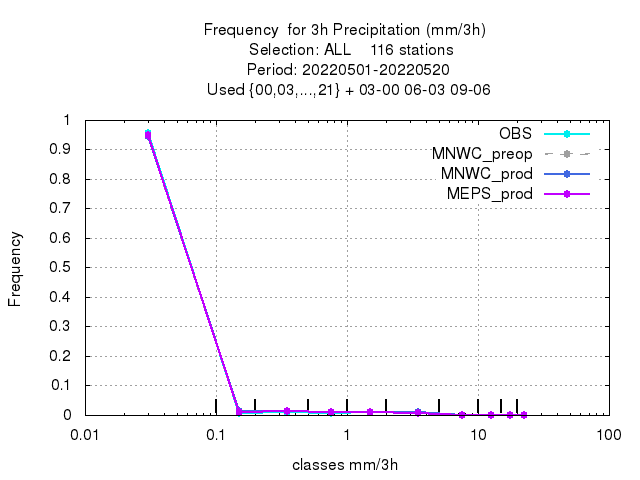 Frequency  for 3h Precipitation (mm/3h)
Selection: ALL    116 stations
Period: 20220501-20220520
Used {00,03,...,21} + 03-00 06-03 09-06
OBS
MNWC_preop
MNWC_prod
MEPS_prod
1
0.9
0.8
0.7
0.6
0.5
0.4
0.3
0.2
0.1
0
Frequency
0.01 0.1 1 10 100
classes mm/3h